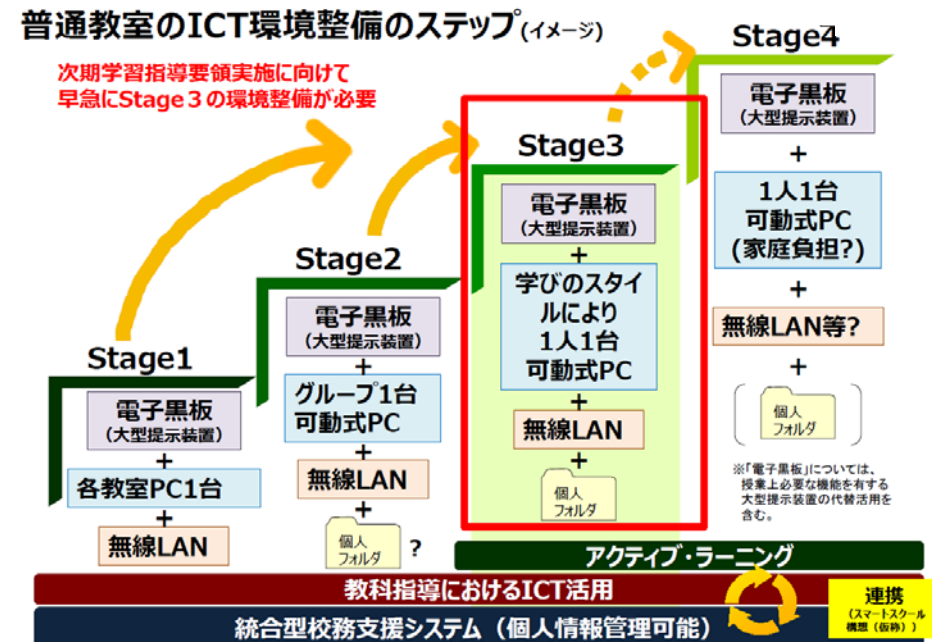 普通教室のICT環境整備のステップ(イメージ)
次期学習指導要領実施に向けて
早急にStage3の環境整備が必要
Stage1
電子黒板
(大型提示装置)
+
各教室PC1台
+
無線LAN
Stage2
電子黒板
(大型提示装置)
+
グループ1台
可動式PC
+
無線LAN
+
個人
フォルダ
?
Stage3
電子黒板
(大型提示装置)
+
学びのスタイ
ルにより
1人1台
可動式PC
+
無線LAN
+
個人
フォルダ
Stage4
電子黒板
(大型提示装置)
+
1人1台
可動式PC
(家庭負担?)
+
無線LAN等?
+
個人
フォルダ
※「電子黒板」については、
授業上必要な機能を有する
大型提示装置の代替活用を
含む。
アクティブ・ラーニング
教科指導におけるICT活用
統合型校務支援システム(個人情報管理可能)
連携
(スマートスクール
構想(仮称))